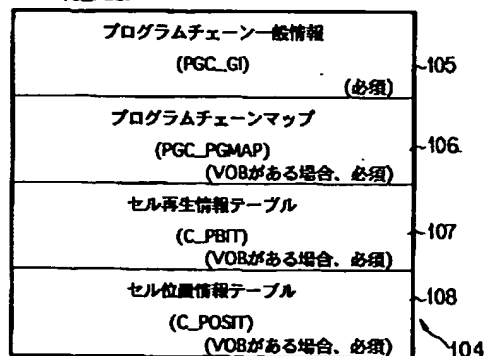 プログラムチェーン一般情報
(PGC_GI)
(必須)
105
プログラムチェーンマップ
(PGC_PGMAP)
(VOBがある場合、必須)
106
セル再生情報テーブル
(C_PBIT)
(VOBがある場合、必須)
107
セル位置情報テーブル
(C_POSIT)
(VOBがある場合、必須)
108
104